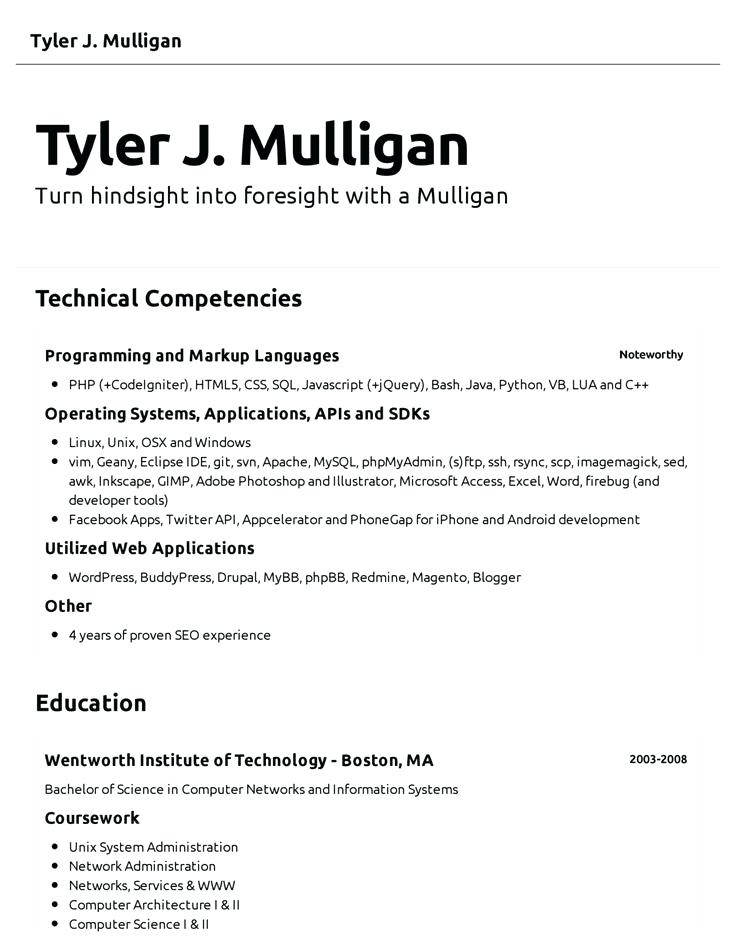 Tyler J. Mulligan
Tyler J. Mulligan
Turn hindsight into foresight with a Mulligan
Technical Competencies
Programming and Markup Languages Noteworthy
• PHP (+CodeIgniter), HTML5, CSS, SQL, Javascript (+jQuery), Bash, Java, Python, VB, LUA and C++
Operating Systems, Applications, APIs and SDKs
• Linux, Unix, OSX and Windows
• vim, Geany, Eclipse IDE, git, svn, Apache, MySQL, phpMyAdmin, (s)ftp, ssh, rsync, scp, imagemagick, sed,
awk, Inkscape, GIMP, Adobe Photoshop and Illustrator, Microsoft Access, Excel, Word, firebug (and
developer tools)
• Facebook Apps, Twitter API, Appcelerator and PhoneGap for iPhone and Android development
Utilized Web Applications
• WordPress, BuddyPress, Drupal, MyBB, phpBB, Redmine, Magento, Blogger
Other
• 4 years of proven SEO experience
Education
Wentworth Institute of Technology - Boston, MA 2003-2008
Bachelor of Science in Computer Networks and Information Systems
Coursework
• Unix System Administration
• Network Administration
• Networks, Services & WWW
• Computer Architecture I & II
• Computer Science I & II